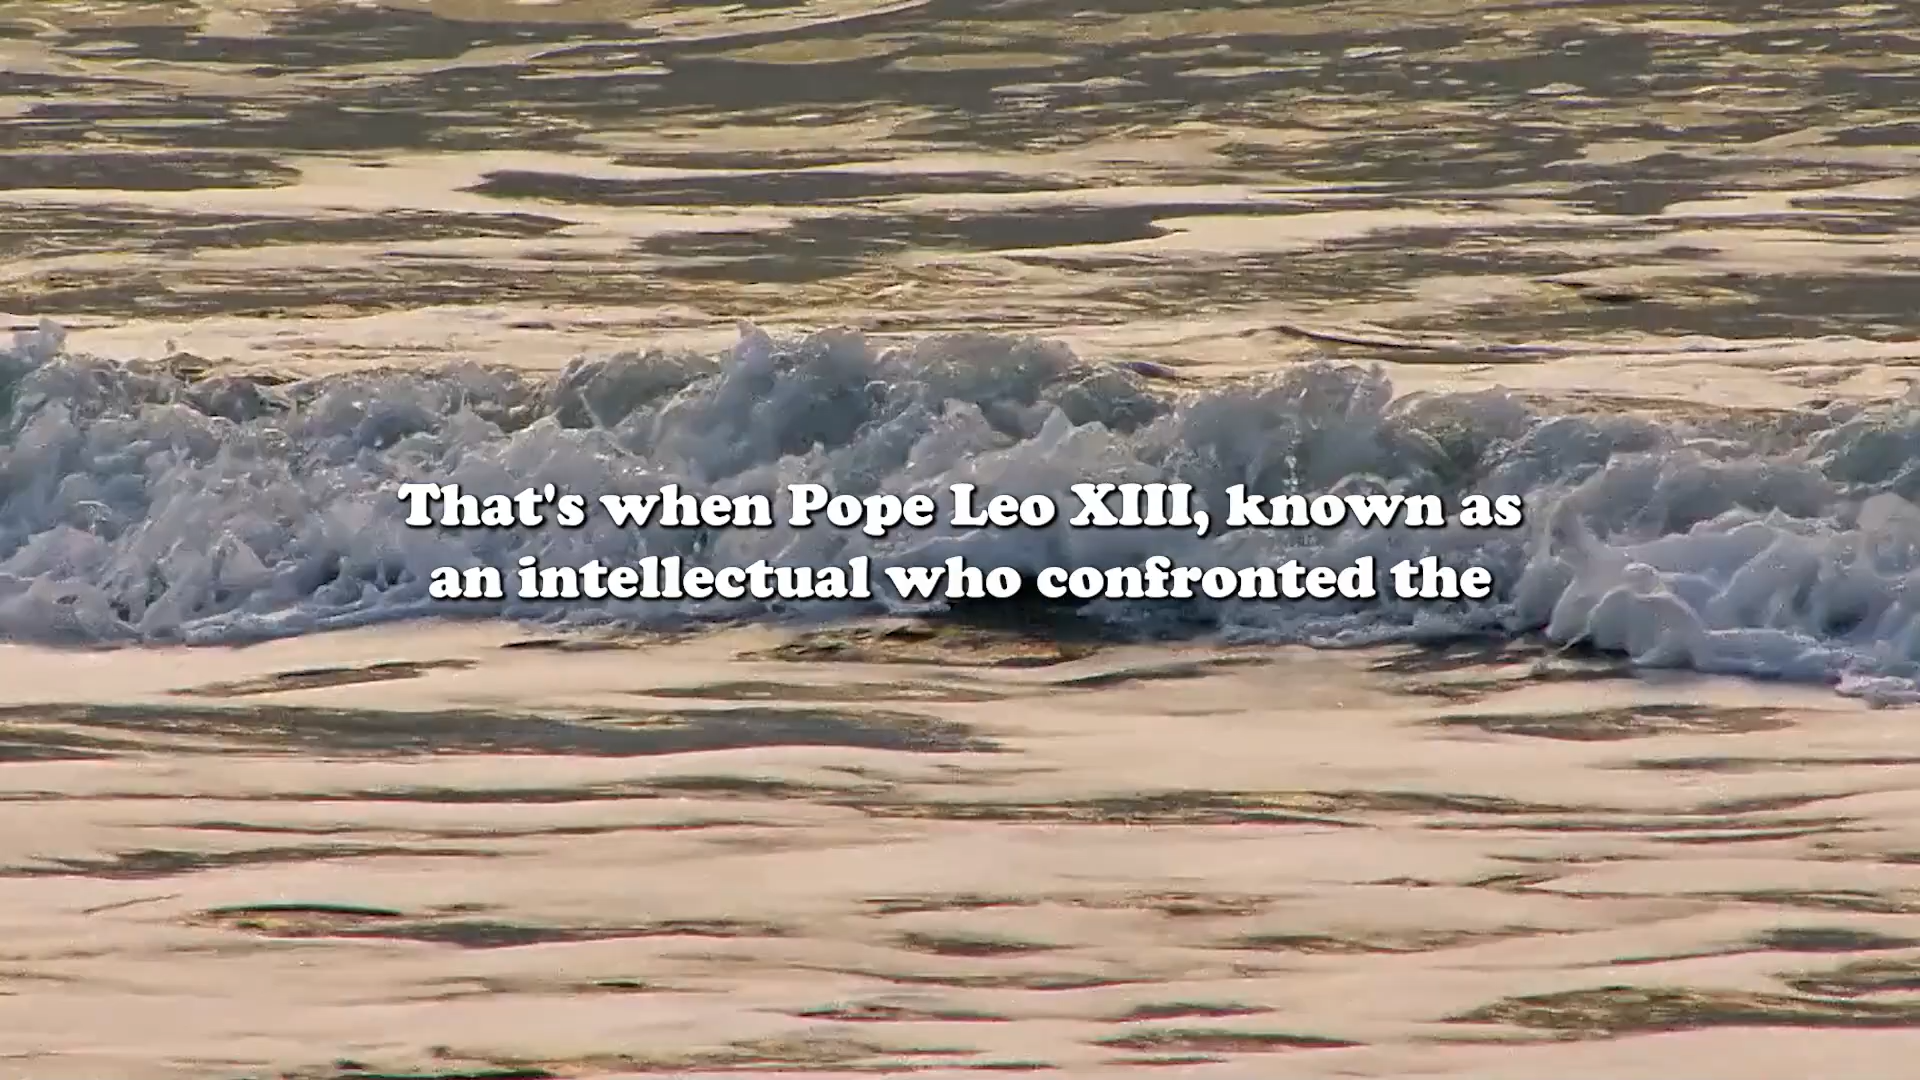 That's when Pope Leo XIII, known as
an intellectual who confronted the